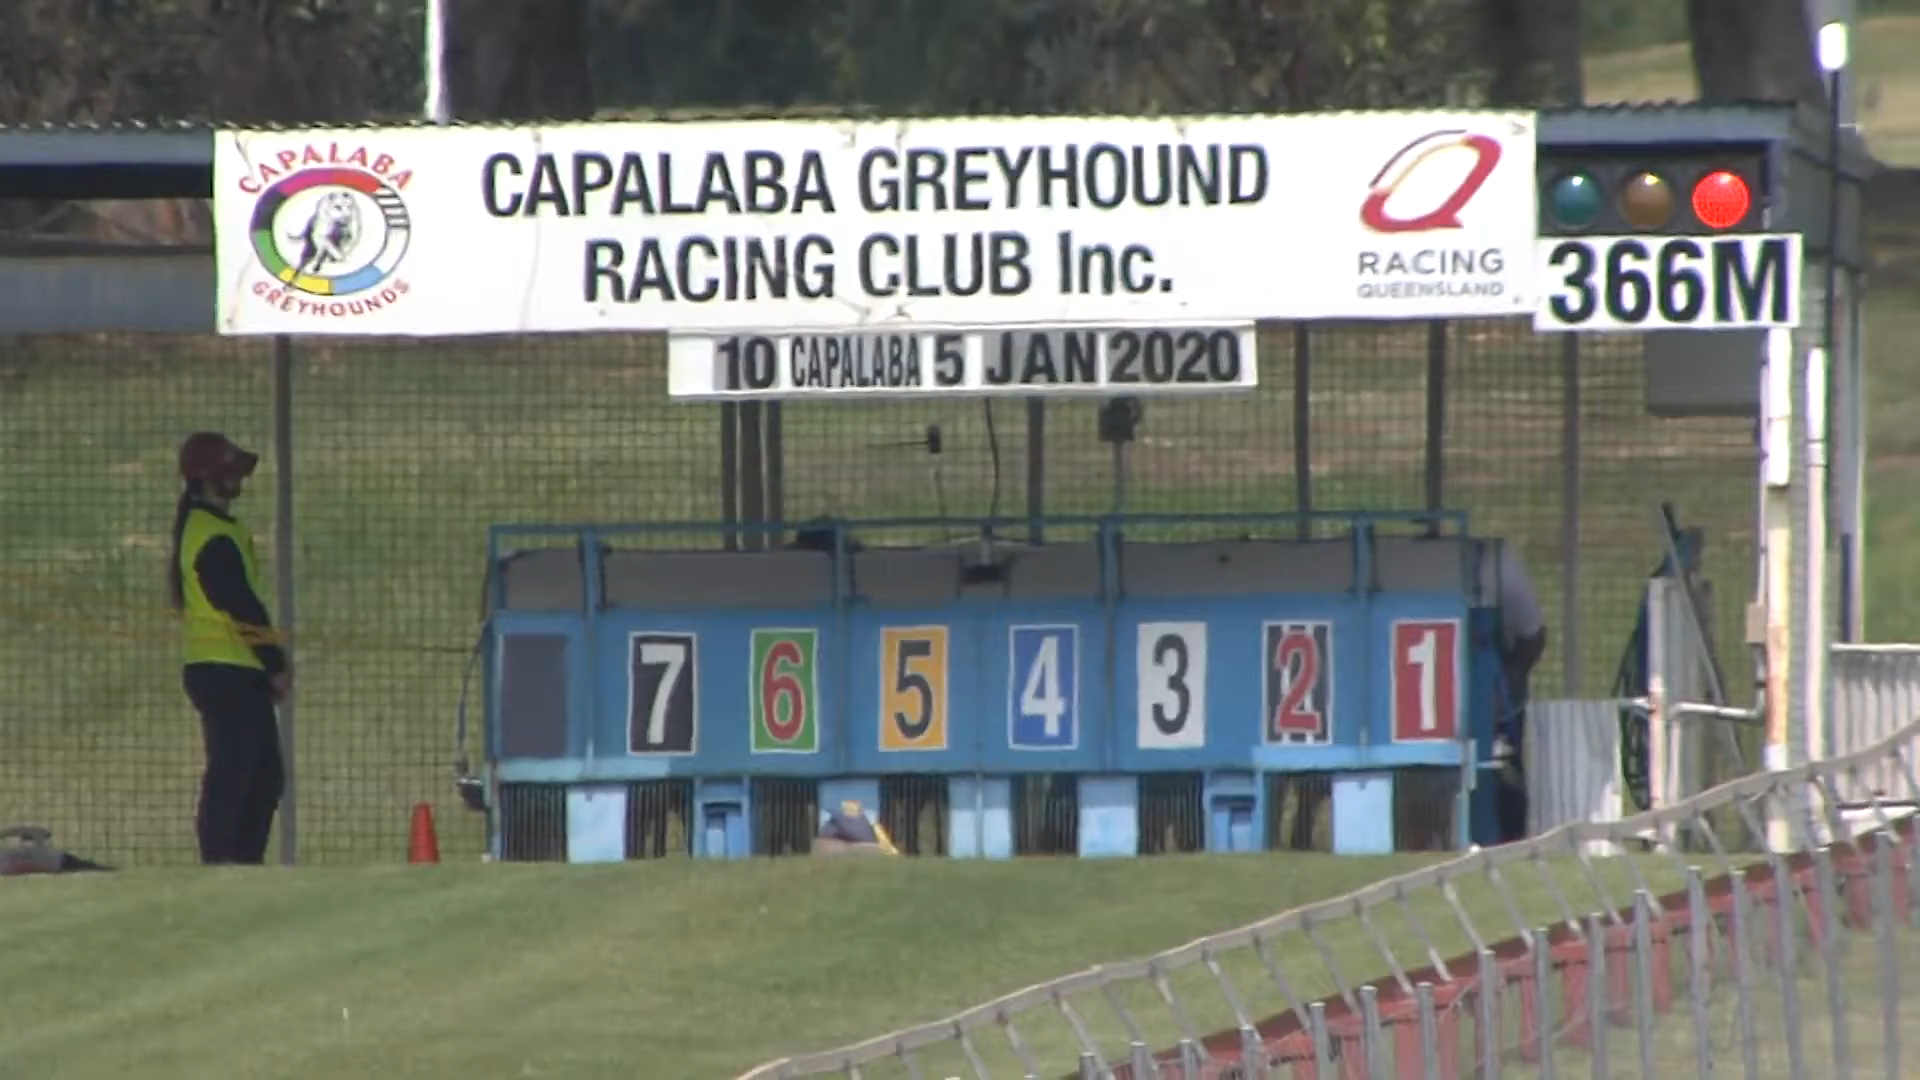 CAPALABA
GREYHOUNDS
CAPALABA GREYHOUND
RACING CLUB Inc.
RACING
QUEENSLAND
366M
10 CAPALABA 5 JAN 2020
7 6 5 4 3 2 1